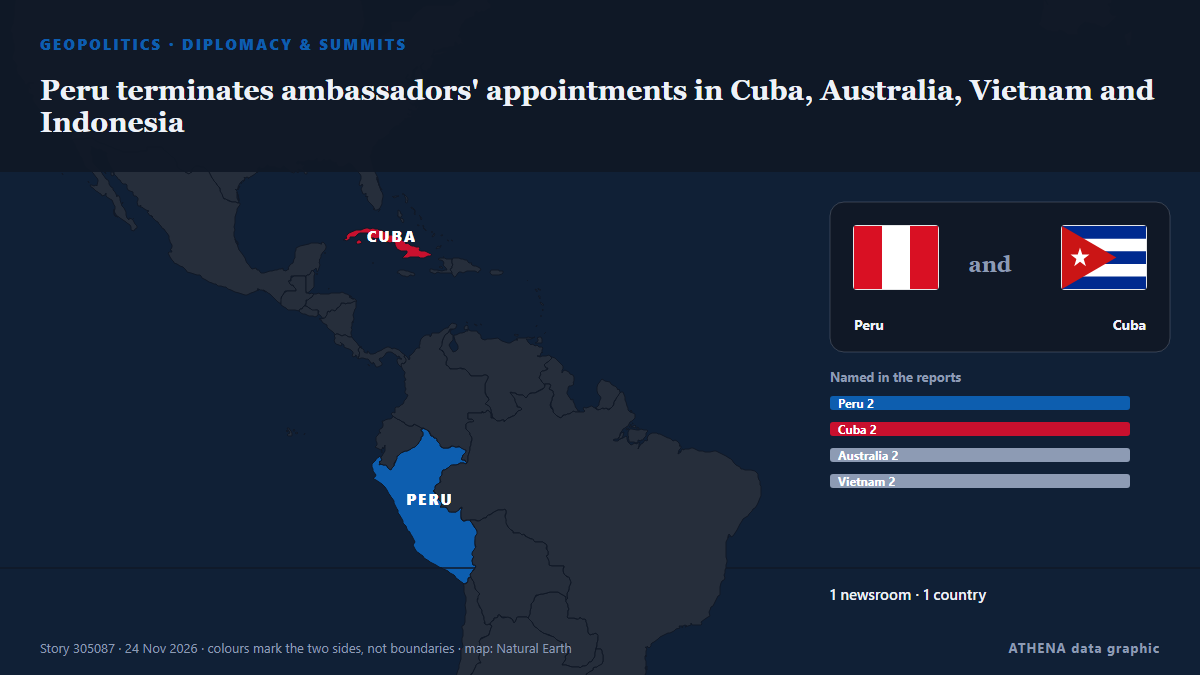 GEOPOLITICS · DIPLOMACY & SUMMITS
Peru terminates ambassadors' appointments in Cuba, Australia, Vietnam and
Indonesia
CUBA
PERU
and
Peru
Cuba
Named in the reports
Peru 2
Cuba 2
Australia 2
Vietnam 2
1 newsroom · 1 country
Story 305087 · 24 Nov 2026 · colours mark the two sides, not boundaries · map: Natural Earth
ATHENA data graphic